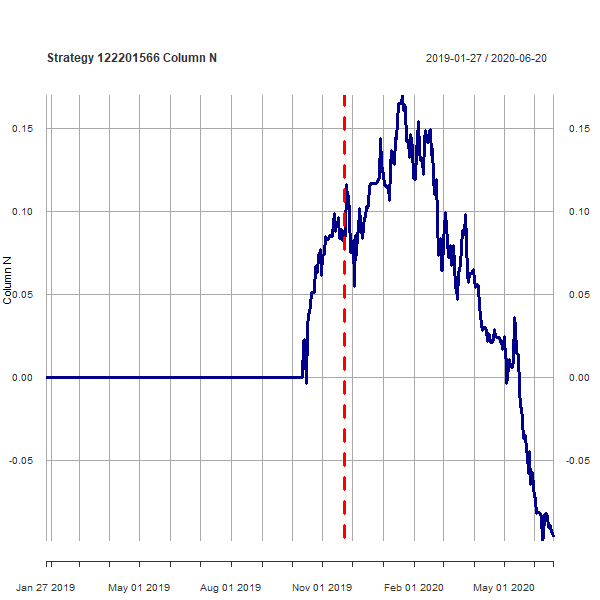 Strategy 122201566 Column N
2019-01-27 / 2020-06-20
0.15
0.15
0.10
0.10
Column N
0.05
0.05
0.00
0.00
-0.05
-0.05
Jan 27 2019
May 01 2019
Aug 01 2019
Nov 01 2019
Feb 01 2020
May 01 2020